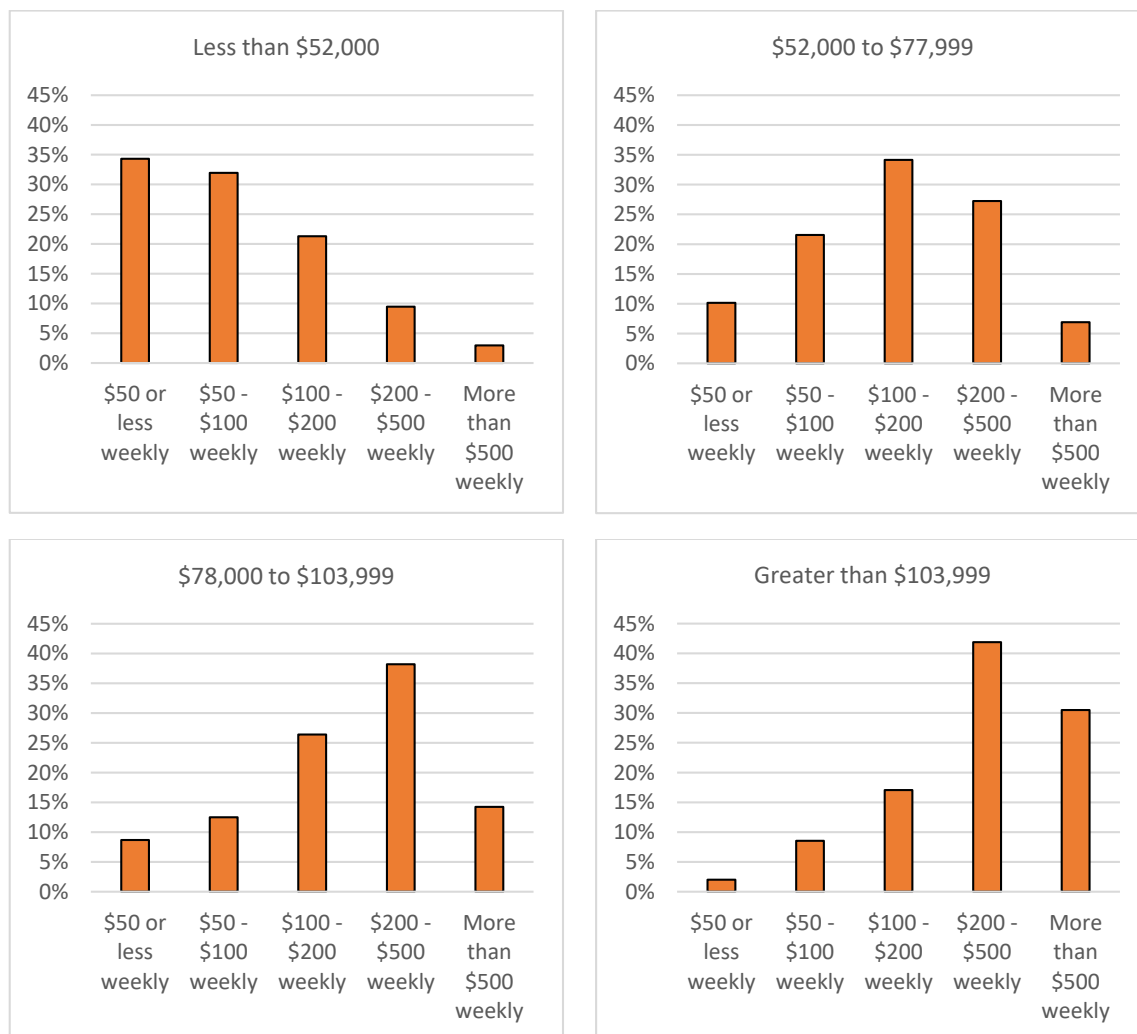 Less than $52,000
45%
40%
35%
30%
25%
20%
15%
10%
5%
0%
$50 or $50 - $100 - $200 - More
less $100 $200 $500 than
weekly weekly weekly weekly $500
weekly
$52,000 to $77,999
45%
40%
35%
30%
25%
20%
15%
10%
5%
0%
$50 or $50 - $100 - $200 - More
less $100 $200 $500 than
weekly weekly weekly weekly $500
weekly
$78,000 to $103,999
45%
40%
35%
30%
25%
20%
15%
10%
5%
0%
$50 or $50 - $100 - $200 - More
less $100 $200 $500 than
weekly weekly weekly weekly $500
weekly
Greater than $103,999
45%
40%
35%
30%
25%
20%
15%
10%
5%
0%
$50 or $50 - $100 - $200 - More
less $100 $200 $500 than
weekly weekly weekly weekly $500
weekly